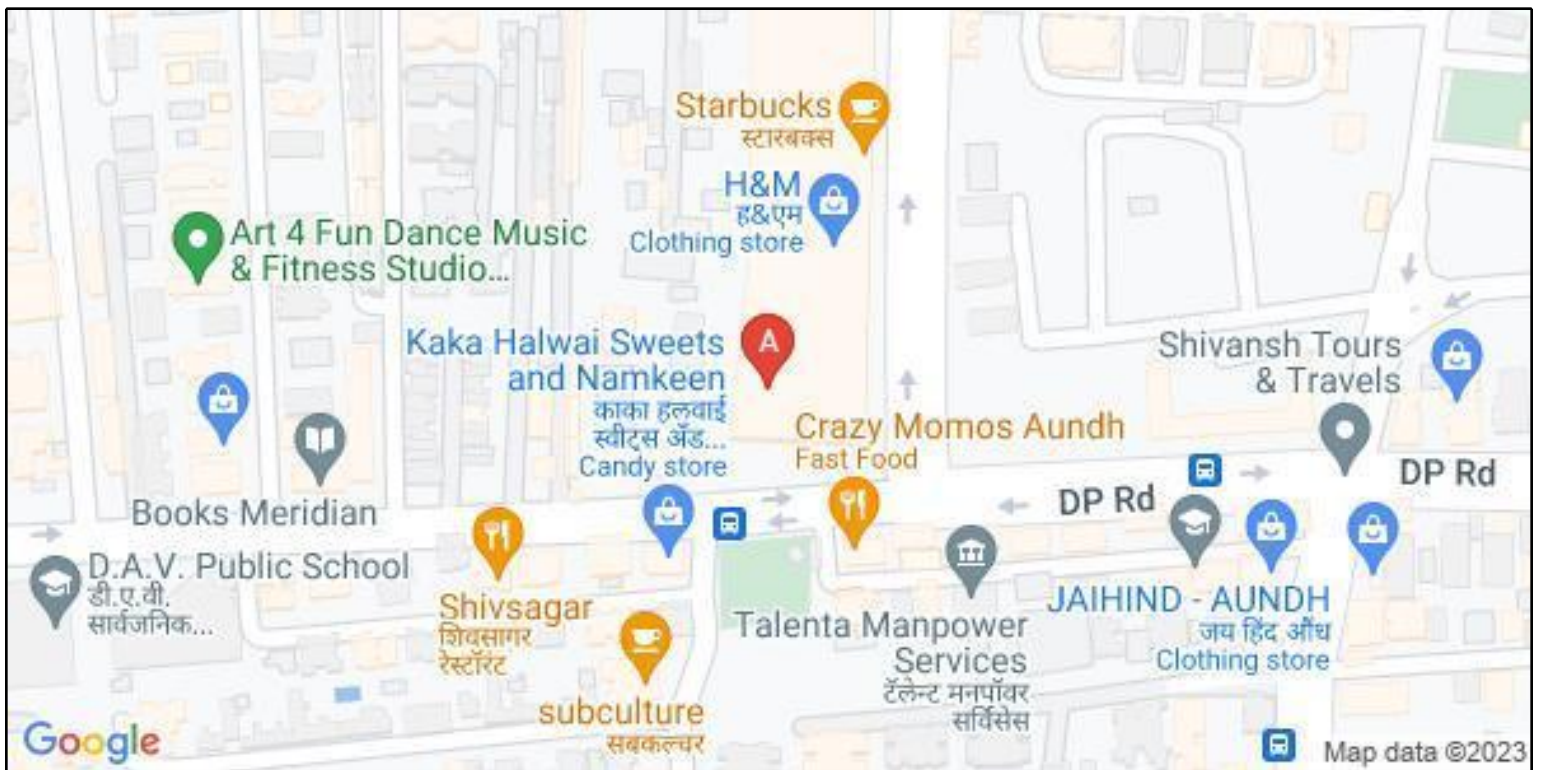 Starbucks
स्टारबक्स
H&M
ह&एम
Clothing store
Art 4 Fun Dance Music
& Fitness Studio...
Kaka Halwai Sweets
and Namkeen
काका हलवाई
स्वीट्स अँड...
Candy store
A
Shivansh Tours
& Travels
Crazy Momos Aundh
Fast Food
DP Rd
DP Rd
Books Meridian
D.A.V. Public School
डी.ए.वी.
सार्वजनिक...
Shivsagar
शिवसागर
रेस्टॉरंट
Talenta Manpower
Services
टॅलेन्ट मनपॉवर
सर्विसेस
JAIHIND - AUNDH
जय हिंद औंध
Clothing store
subculture
सबकल्चर
Google
Map data ©2023